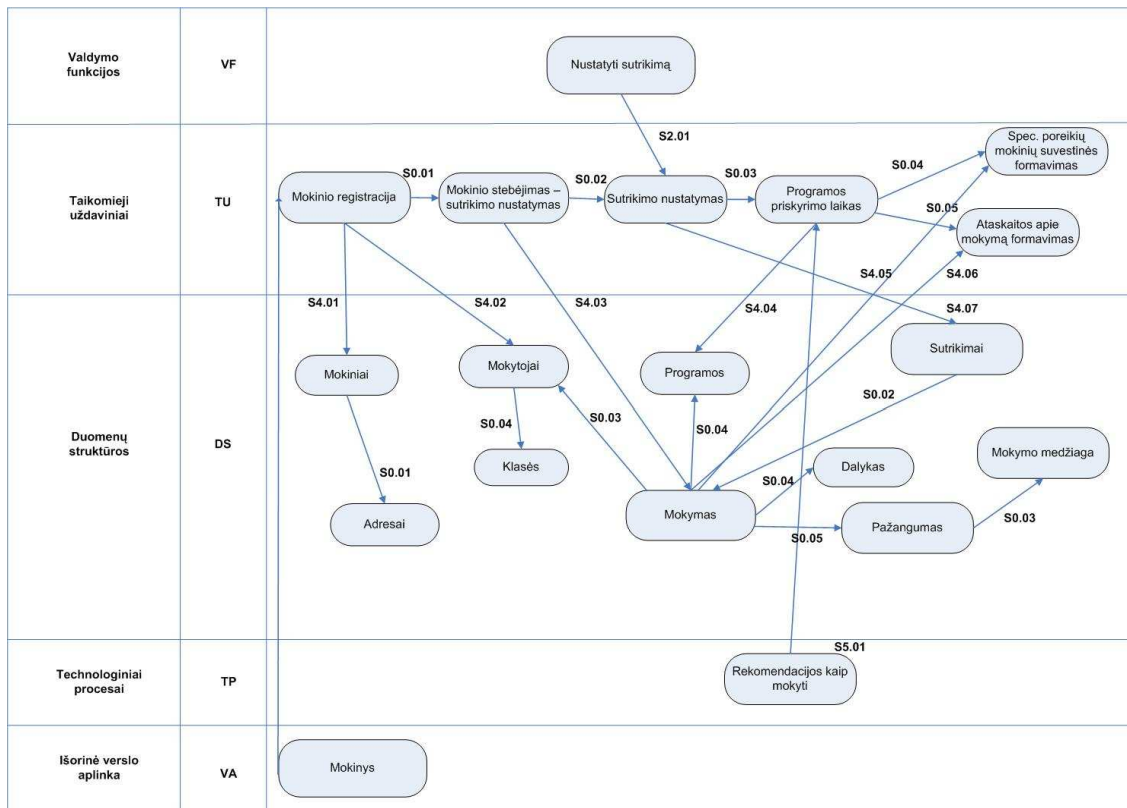 Valdymo
funkcijos
VF
Nustatyti sutrikimą
S2.01
Taikomieji
uždaviniai
TU
Mokinio registracija
S0.01
Mokinio stebėjimas –
sutrikimo nustatymas
S0.02
Sutrikimo nustatymas
S0.03
Programos
priskyrimo laikas
S0.04
Spec. poreikių
mokinių suvestinės
formavimas
S0.05
Ataskaitos apie
mokymą formavimas
S4.05
S4.06
Duomenų
struktūros
DS
S4.01
S4.02
S4.03
S4.04
S4.07
Mokiniai
Mokytojai
Programos
Sutrikimai
S0.02
S0.04
S0.03
S0.04
Klasės
Dalykas
Mokymo medžiaga
S0.01
S0.04
Adresai
Mokymas
S0.05
Pažangumas
S0.03
Technologiniai
procesai
TP
S5.01
Rekomendacijos kaip
mokyti
Išorinė verslo
aplinka
VA
Mokinys